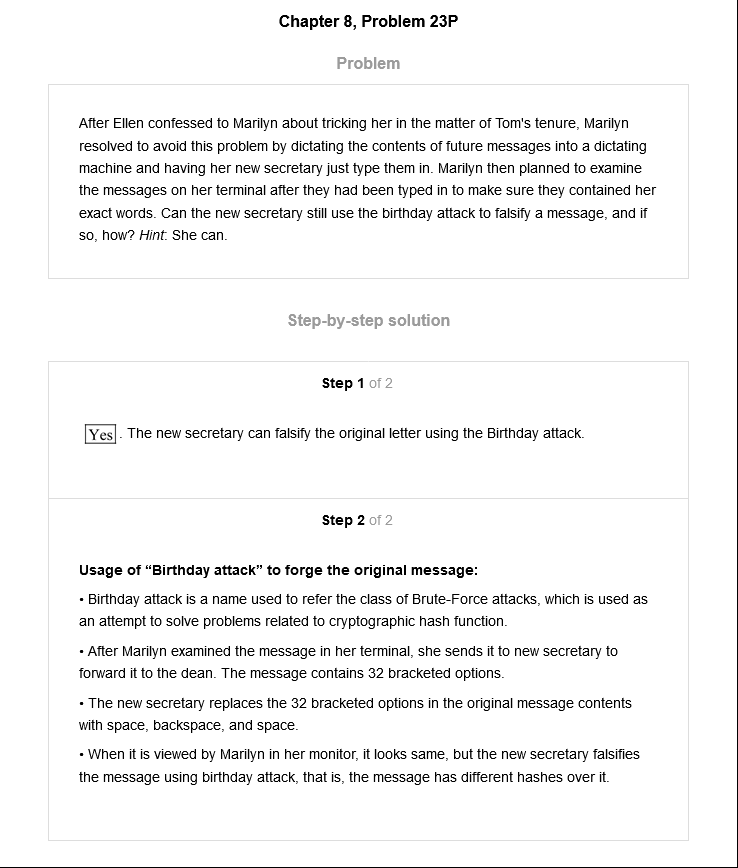 Chapter 8, Problem 23P
Problem
After Ellen confessed to Marilyn about tricking her in the matter of Tom's tenure, Marilyn
resolved to avoid this problem by dictating the contents of future messages into a dictating
machine and having her new secretary just type them in. Marilyn then planned to examine
the messages on her terminal after they had been typed in to make sure they contained her
exact words. Can the new secretary still use the birthday attack to falsify a message, and if
so, how? Hint: She can.
Step-by-step solution
Step 1 of 2
Yes . The new secretary can falsify the original letter using the Birthday attack.
Step 2 of 2
Usage of “Birthday attack” to forge the original message:
• Birthday attack is a name used to refer the class of Brute-Force attacks, which is used as
an attempt to solve problems related to cryptographic hash function.
• After Marilyn examined the message in her terminal, she sends it to new secretary to
forward it to the dean. The message contains 32 bracketed options.
• The new secretary replaces the 32 bracketed options in the original message contents
with space, backspace, and space.
• When it is viewed by Marilyn in her monitor, it looks same, but the new secretary falsifies
the message using birthday attack, that is, the message has different hashes over it.